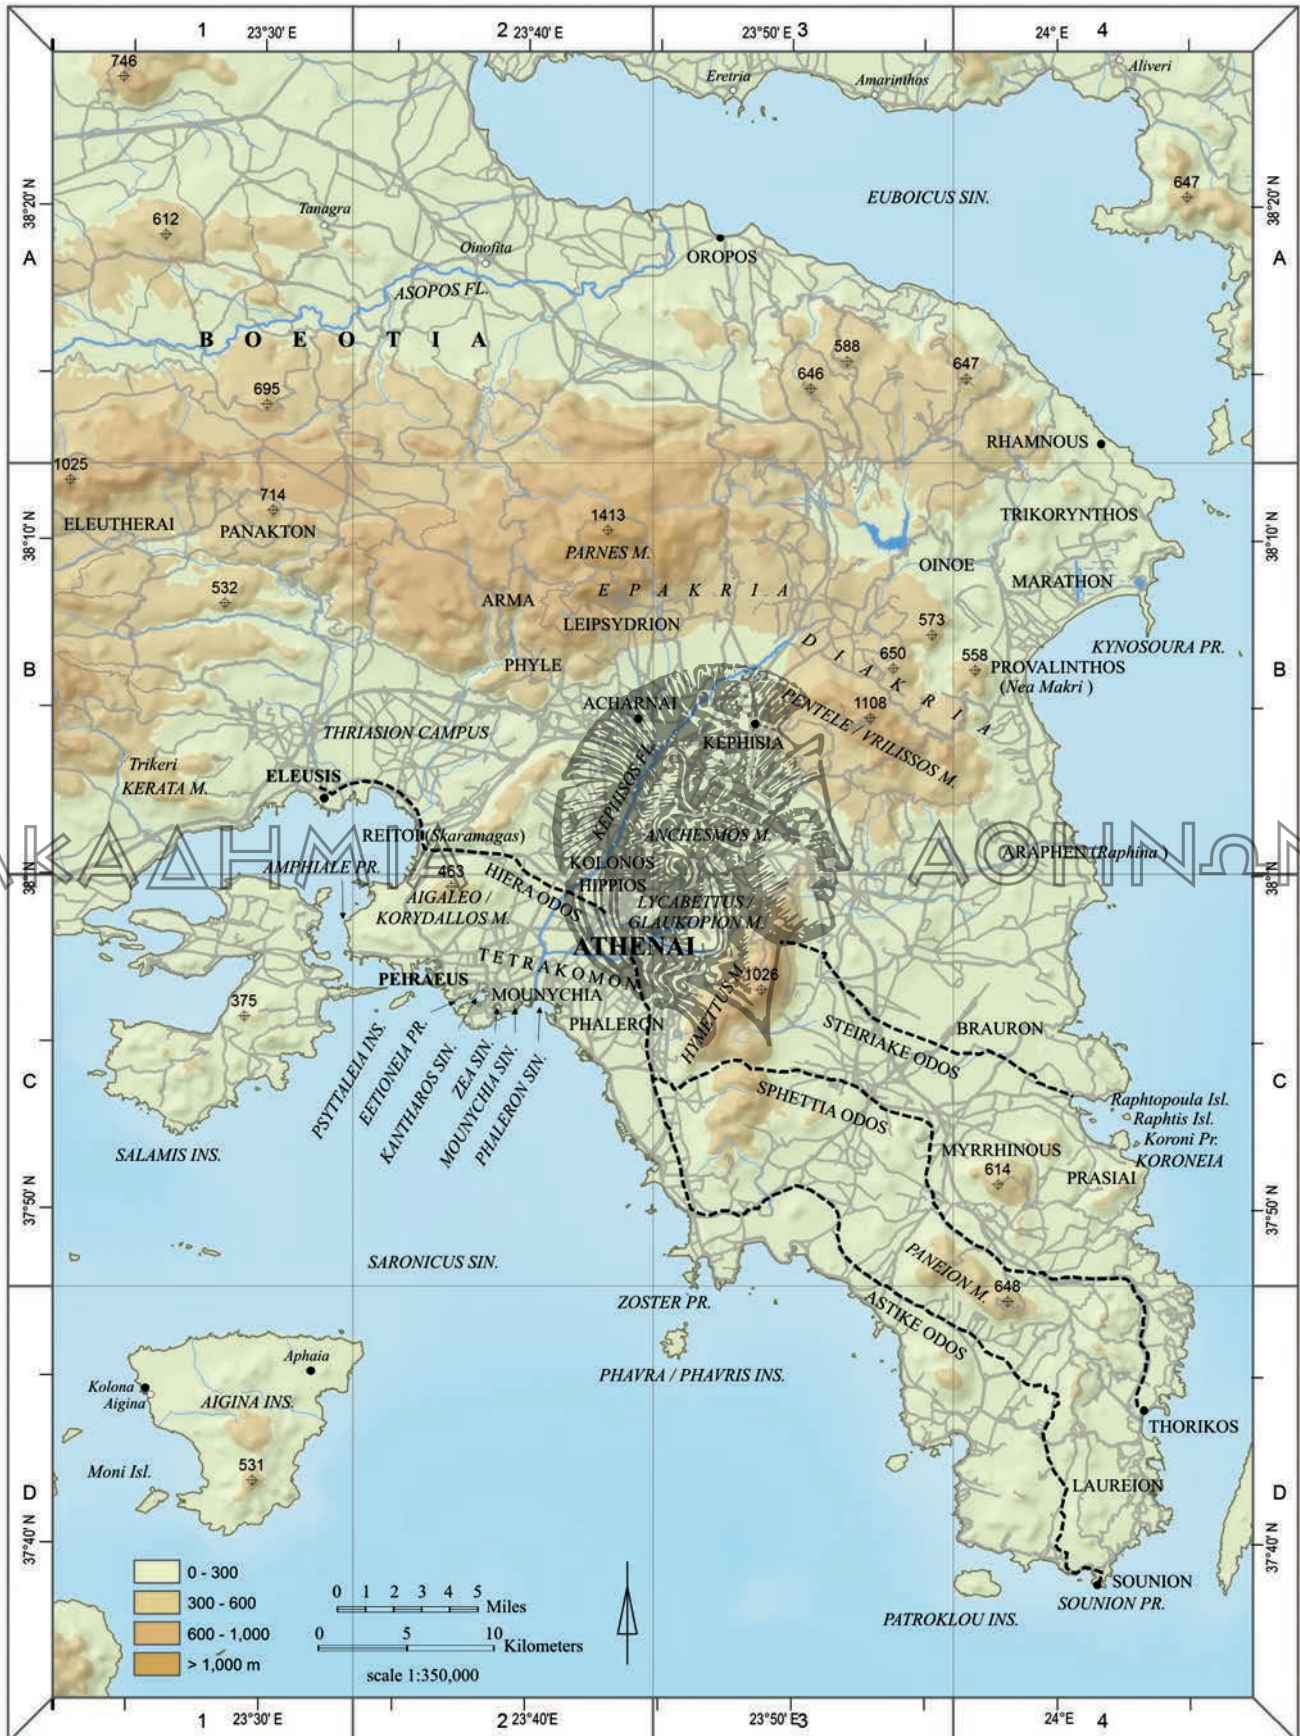 1 2 3 4
23°30' E 23°40' E 23°50' E 24° E
746
Eretria
Amarinthos
Aliveri
38°20' N
647
38°20' N
EUBOICUS SIN.
612
Tanagra
Oinofita
A
OROPOS
A
ASOPOS FL.
BOEOTIA
588
646
647
695
RHAMNOUS
1025
714
ELEUTHERAI
PANAKTON
1413
PARNES M.
TRIKORYNTHOS
38°10' N
38°10' N
OINOE
MARATHON
532
ARMA
EPAKRIA
LEIPSYDRION
573
DIAKRIA
KYNOSOURA PR.
B
PHYLE
650
558
PROVALINTHOS
(Nea Makri )
B
ACHARNAI
1108
PENTELE / VRILISSOS M.
THRIASION CAMPUS
KEPHISIA
Trikeri
KERATA M.
ELEUSIS
KEPHISOS FL.
REITOI (Skaramagas)
ANCHESMOS M.
ΑΚΑΔΗΜΙΑ ΑΘΗΝΩΝ
ARAPHEN (Raphina )
38° N
38° N
AMPHIALE PR.
463
HIERA ODOS
KOLONOS
HIPPIOS
AIGALEO /
KORYDALLOS M.
LYCABETTUS /
GLAUKOPION M.
ATHENAI
TETRAKOMON
PEIRAEUS
MOUNYCHIA
1026
HYMETTUS M.
375
PHALERON
STEIRIAKE ODOS
BRAURON
PSYTTALEIA INS.
EETIONEIA PR.
KANTHAROS SIN.
ZEA SIN.
MOUNYCHIA SIN.
PHALERON SIN.
C
C
SPHETTIA ODOS
Raphtopoula Isl.
Raphtis Isl.
Koroni Pr.
KORONEIA
SALAMIS INS.
MYRRHINOUS
614
PRASIAI
37°50' N
37°50' N
SARONICUS SIN.
PANEION M.
648
ZOSTER PR.
ASTIKE ODOS
Aphaia
PHAVRA / PHAVRIS INS.
Kolona
Aigina
AIGINA INS.
THORIKOS
Moni Isl.
531
LAUREION
D
D
37°40' N
37°40' N
0 - 300
300 - 600
600 - 1,000
> 1,000 m
0 1 2 3 4 5
Miles
0 5 10
Kilometers
scale 1:350,000
SOUNION
SOUNION PR.
PATROKLOU INS.
1 23°30' E 2 23°40' E 23°50' E 3 24°E 4